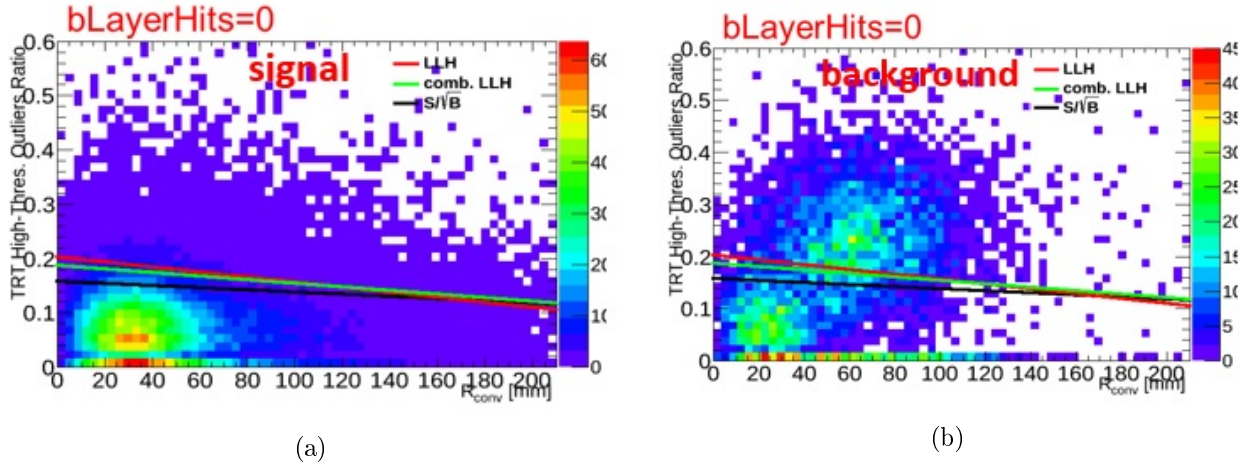 bLayerHits=0
TRT High-Thres. Outliers Ratio
signal
LLH
comb. LLH
S/√B
0.6
0.5
0.4
0.3
0.2
0.1
0
0 20 40 60 80 100 120 140 160 180 200
R_conv [mm]
60
50
40
30
20
10
0
(a)
bLayerHits=0
TRT High-Thres. Outliers Ratio
background
LLH
comb. LLH
S/√B
0.6
0.5
0.4
0.3
0.2
0.1
0
0 20 40 60 80 100 120 140 160 180 200
R_conv [mm]
45
40
35
30
25
20
15
10
5
0
(b)